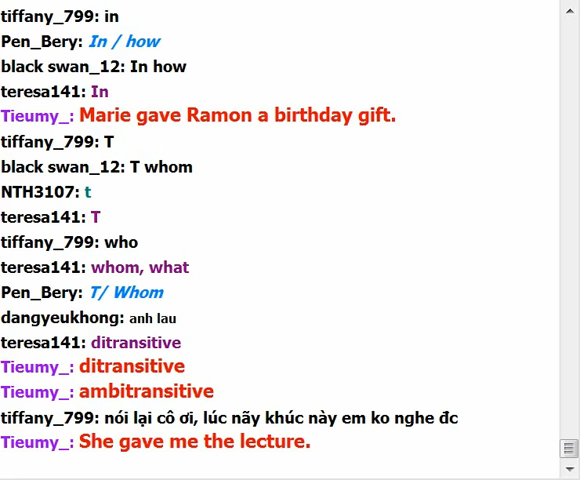 tiffany_799: in
Pen_Bery: In / how
black swan_12: In how
teresa141: In
Tieumy_: Marie gave Ramon a birthday gift.
tiffany_799: T
black swan_12: T whom
NTH3107: t
teresa141: T
tiffany_799: who
teresa141: whom, what
Pen_Bery: T/ Whom
dangyeukhong: anh lau
teresa141: ditransitive
Tieumy_: ditransitive
Tieumy_: ambitransitive
tiffany_799: nói lại cô ơi, lúc nãy khúc này em ko nghe đc
Tieumy_: She gave me the lecture.